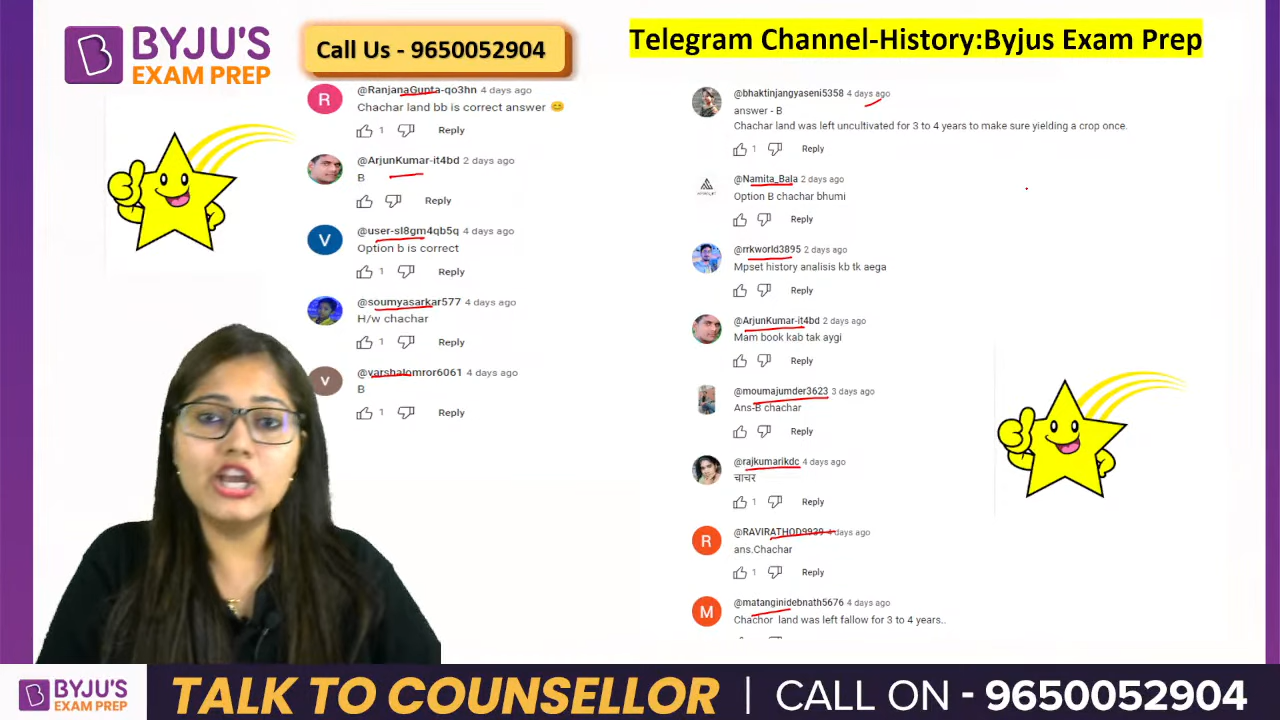 BYJU'S
EXAM PREP
Call Us - 9650052904
Telegram Channel-History:Byjus Exam Prep
R
@RanjanaGupta-qo3hn 4 days ago
Chachar land bb is correct answer 😊
1 Reply
@ArjunKumar-it4bd 2 days ago
B
Reply
V
@user-sl8gm4qb5q 4 days ago
Option b is correct
1 Reply
@soumyasarkar577 4 days ago
H/w chachar
1 Reply
V
@varshalomror6061 4 days ago
B
1 Reply
@bhaktinjangyaseni5358 4 days ago
answer - B
Chachar land was left uncultivated for 3 to 4 years to make sure yielding a crop once.
1 Reply
@Namita_Bala 2 days ago
Option B chachar bhumi
Reply
@rrkworld3895 2 days ago
Mpset history analisis kb tk aega
Reply
@ArjunKumar-it4bd 2 days ago
Mam book kab tak aygi
Reply
@moumajumder3623 3 days ago
Ans-B chachar
Reply
@rajkumarikdc 4 days ago
चाचर
1 Reply
R
@RAVIRATHOD9939 4 days ago
ans.Chachar
1 Reply
M
@matanginidebnath5676 4 days ago
Chachor land was left fallow for 3 to 4 years..
BYJU'S
EXAM PREP
TALK TO COUNSELLOR | CALL ON - 9650052904